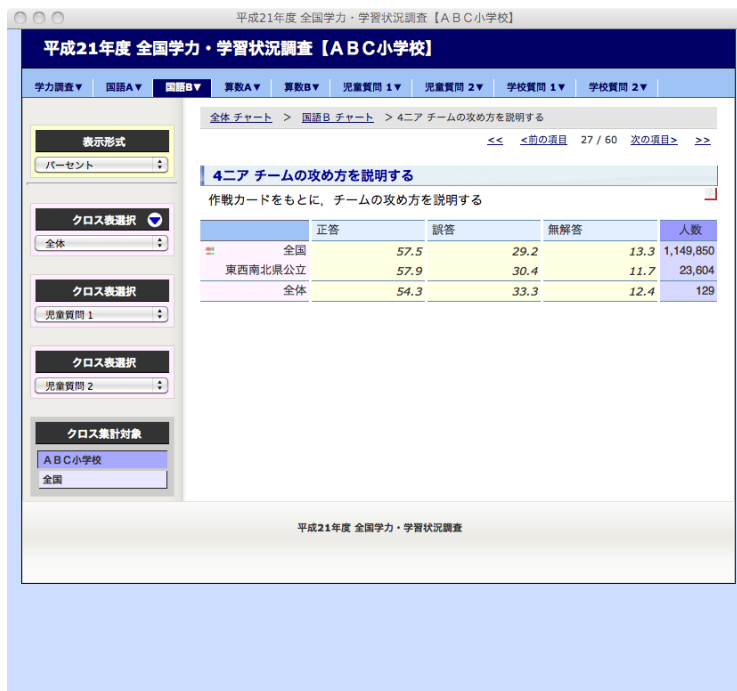 平成21年度 全国学力・学習状況調査【ＡＢＣ小学校】
平成21年度 全国学力・学習状況調査【ＡＢＣ小学校】
学力調査▼ 国語A▼ 国語B▼ 算数A▼ 算数B▼ 児童質問 1▼ 児童質問 2▼ 学校質問 1▼ 学校質問 2▼
全体 チャート > 国語Ｂ チャート > 4二ア チームの攻め方を説明する
<< <前の項目 27 / 60 次の項目> >>
表示形式
パーセント
4二ア チームの攻め方を説明する
作戦カードをもとに，チームの攻め方を説明する
クロス表選択
全体
正答 誤答 無解答 人数
全国 57.5 29.2 13.3 1,149,850
東西南北県公立 57.9 30.4 11.7 23,604
全体 54.3 33.3 12.4 129
クロス表選択
児童質問 1
クロス表選択
児童質問 2
クロス集計対象
ＡＢＣ小学校
全国
平成21年度 全国学力・学習状況調査